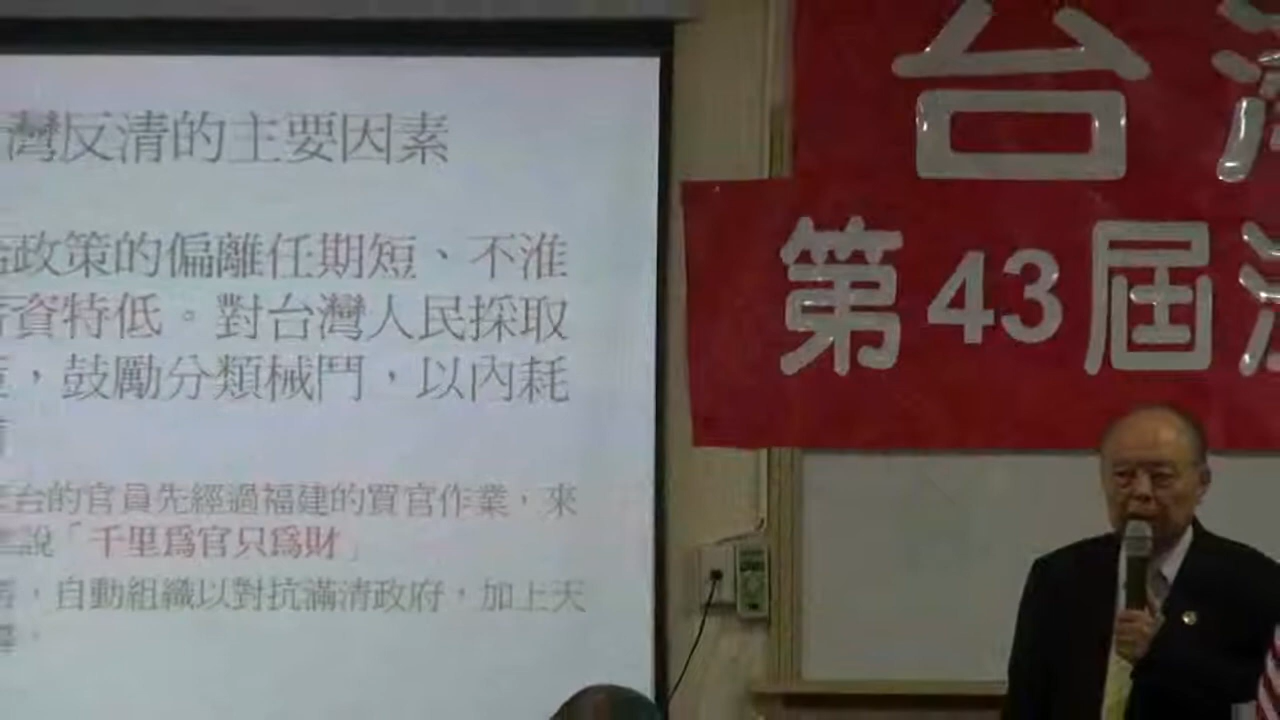 灣反清的主要因素
政策的偏離任期短、不准
資特低。對台灣人民採取
,鼓勵分類械鬥,以內耗
台的官員先經過福建的買官作業,來
說「千里為官只為財」
,自動組織以對抗滿清政府,加上天
台灣
第43屆